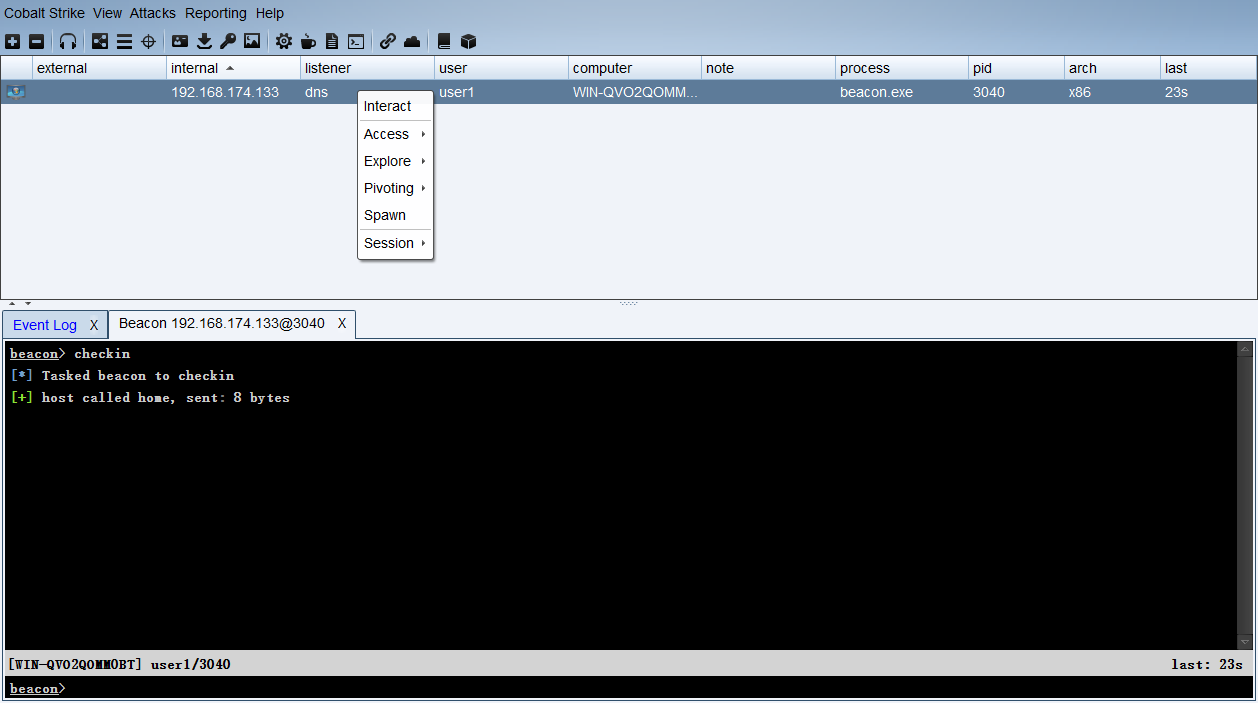 Cobalt Strike View Attacks Reporting Help
external internal listener user computer note process pid arch last
192.168.174.133 dns user1 WIN-QVO2QOMM... beacon.exe 3040 x86 23s
Interact
Access
Explore
Pivoting
Spawn
Session
Event Log X Beacon 192.168.174.133@3040 X
beacon> checkin
[*] Tasked beacon to checkin
[+] host called home, sent: 8 bytes
[WIN-QVO2QOMMOBT] user1/3040 last: 23s
beacon>